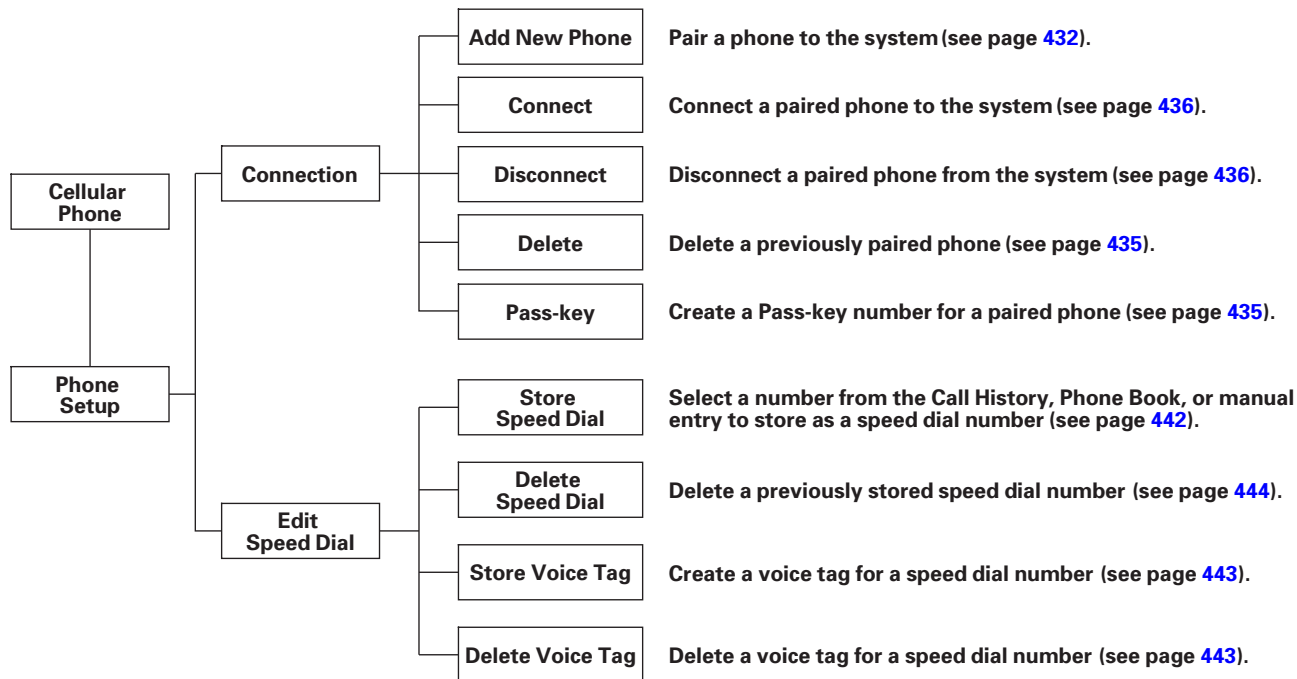 Add New Phone
Pair a phone to the system (see page 432).
Connect
Connect a paired phone to the system (see page 436).
Cellular
Phone
Connection
Disconnect
Disconnect a paired phone from the system (see page 436).
Delete
Delete a previously paired phone (see page 435).
Pass-key
Create a Pass-key number for a paired phone (see page 435).
Phone
Setup
Store
Speed Dial
Select a number from the Call History, Phone Book, or manual
entry to store as a speed dial number (see page 442).
Delete
Speed Dial
Delete a previously stored speed dial number (see page 444).
Edit
Speed Dial
Store Voice Tag
Create a voice tag for a speed dial number (see page 443).
Delete Voice Tag
Delete a voice tag for a speed dial number (see page 443).